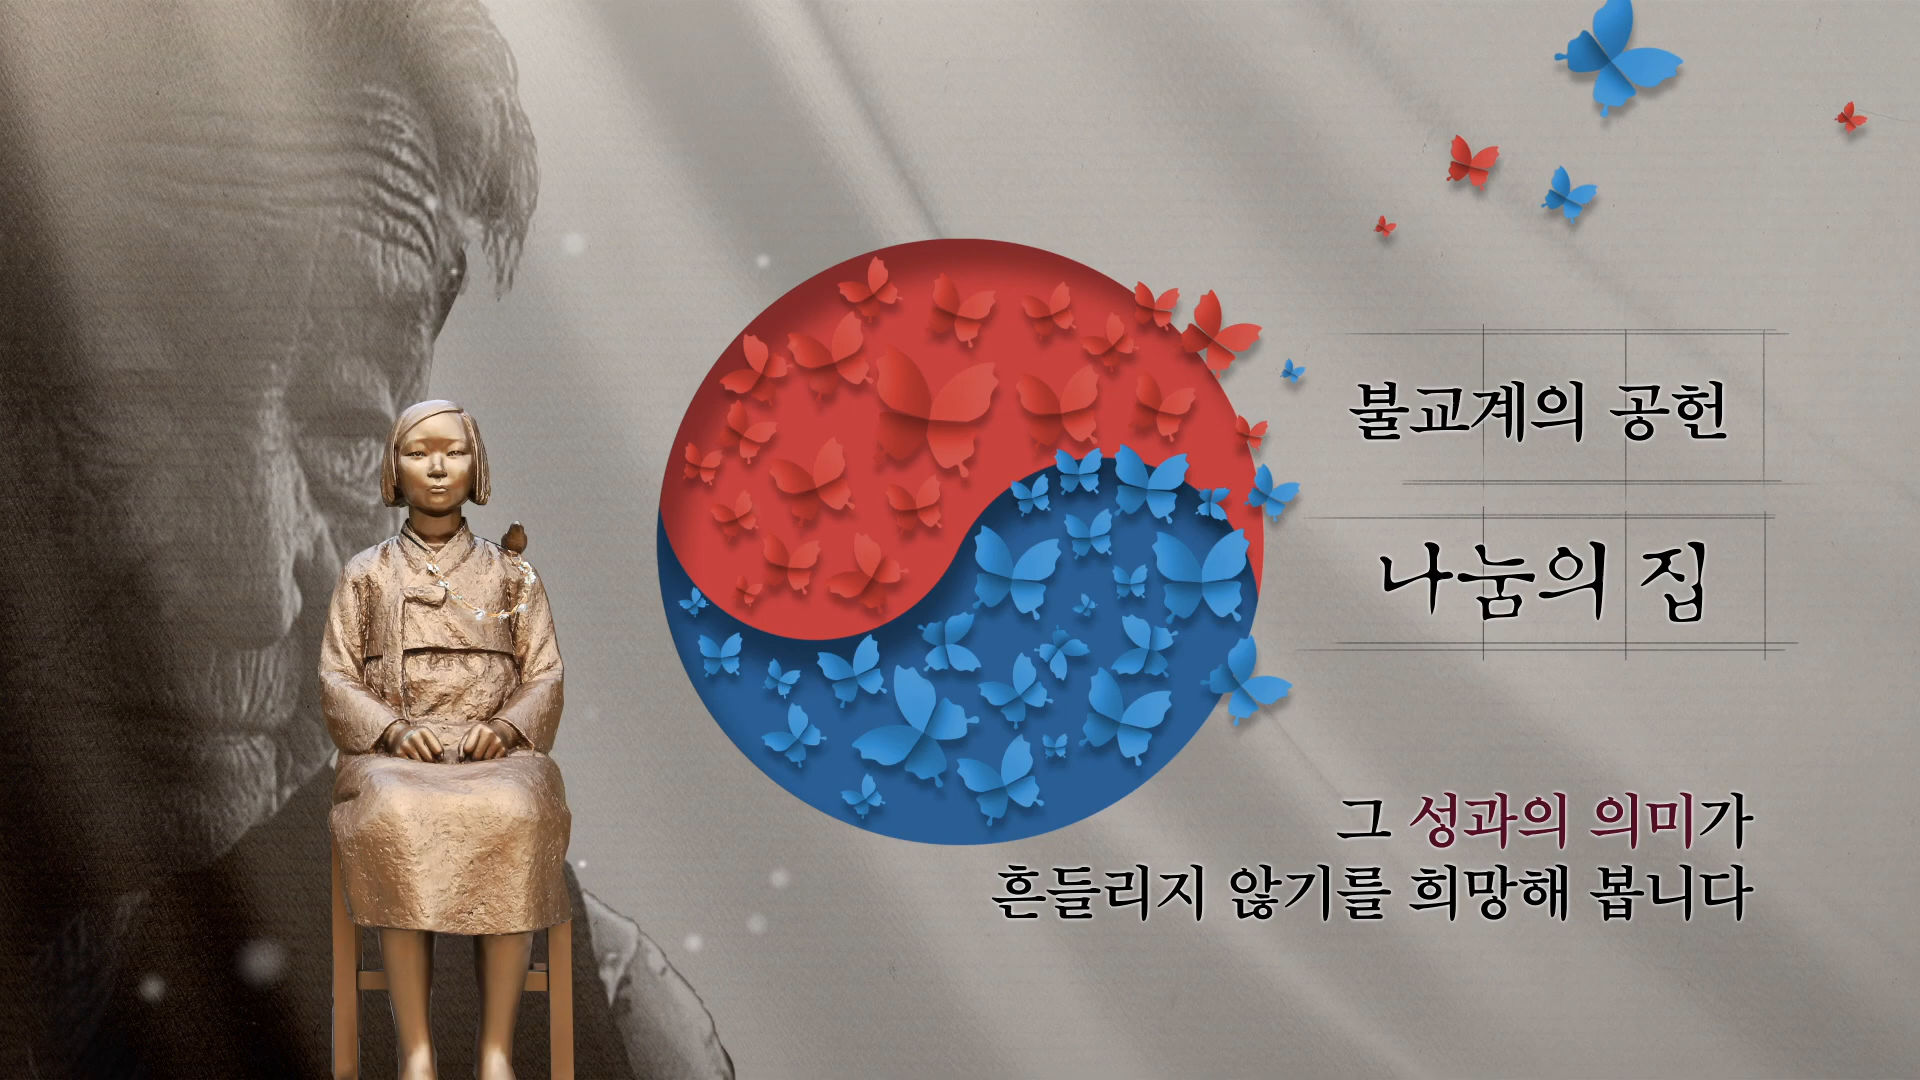 불교계의 공헌
나눔의 집
그 성과의 의미가
흔들리지 않기를 희망해 봅니다